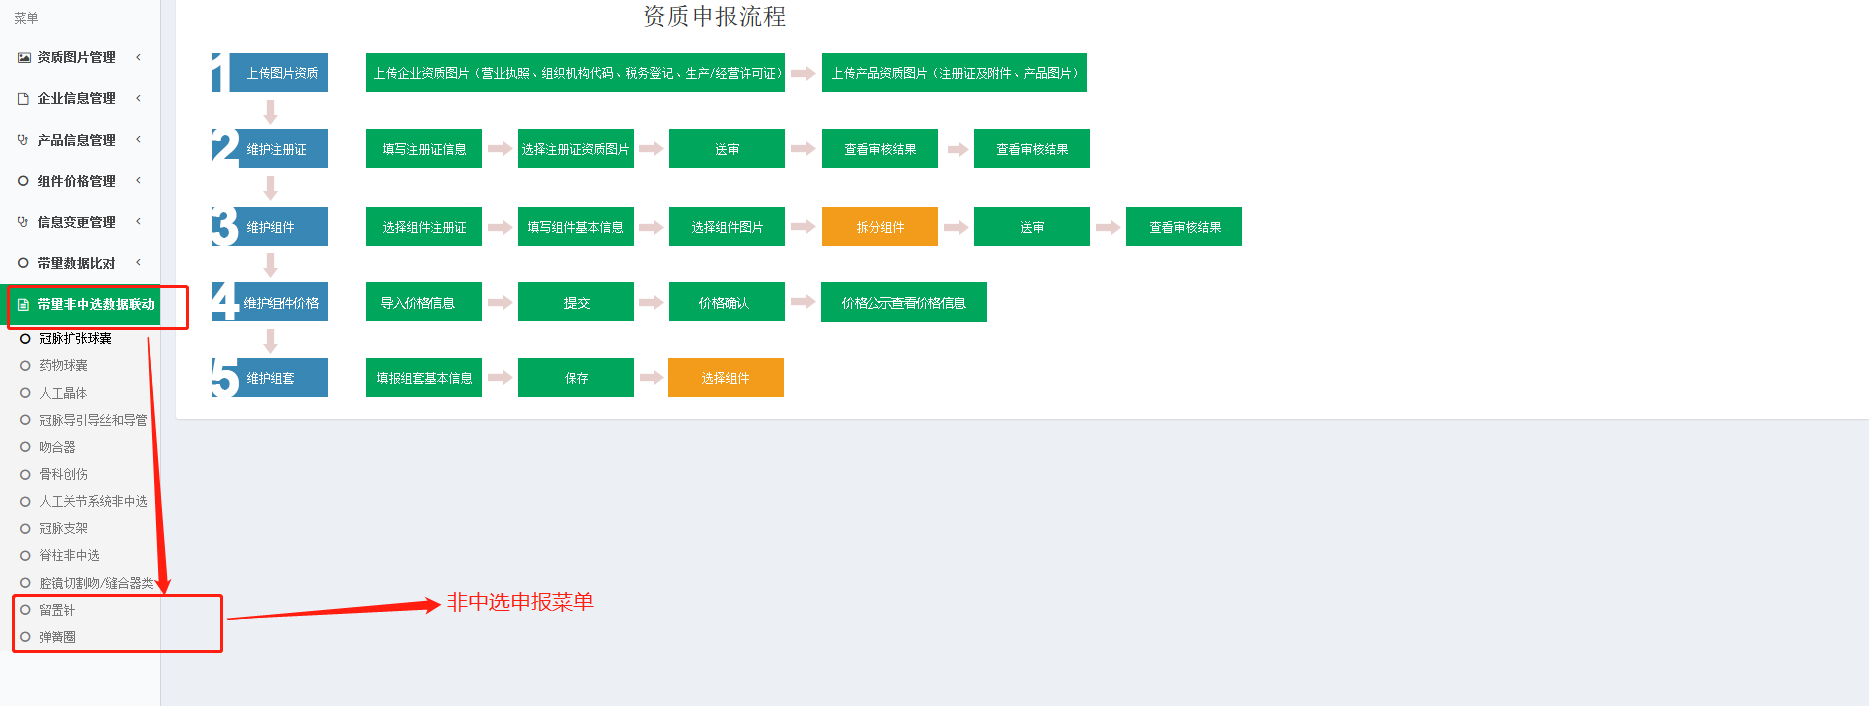 菜单
资质图片管理
企业信息管理
产品信息管理
组件价格管理
信息变更管理
带量数据比对
带量非中选数据联动
冠脉扩张球囊
药物球囊
人工晶体
冠脉导引导丝和导管
吻合器
骨科创伤
人工关节系统非中选
冠脉支架
脊柱非中选
腔镜切割吻/缝合器类
留置针
弹簧圈
资质申报流程
1 上传图片资质
上传企业资质图片（营业执照、组织机构代码、税务登记、生产/经营许可证）
上传产品资质图片（注册证及附件、产品图片）
2 维护注册证
填写注册证信息
选择注册证资质图片
送审
查看审核结果
查看审核结果
3 维护组件
选择组件注册证
填写组件基本信息
选择组件图片
拆分组件
送审
查看审核结果
4 维护组件价格
导入价格信息
提交
价格确认
价格公示查看价格信息
5 维护组套
填报组套基本信息
保存
选择组件
非中选申报菜单